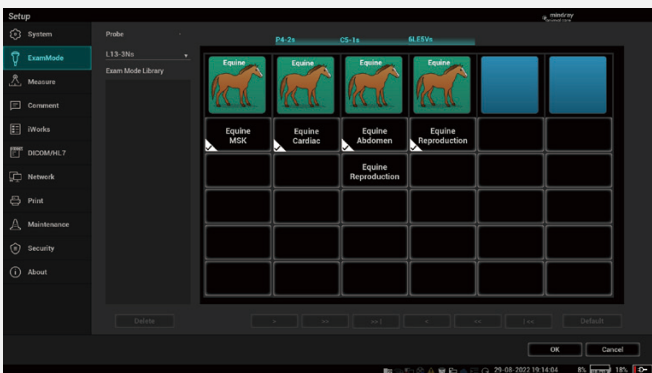 Setup
mindray
System
ExamMode
Measure
Comment
iWorks
DICOM/HL7
Network
Print
Maintenance
Security
About
Probe
L13-3Ns
Exam Mode Library
P4-2s C5-1s 6LE5Vs
Equine Equine Equine Equine
Equine MSK
Equine Cardiac
Equine Abdomen
Equine Reproduction
Equine Reproduction
Delete
Default
OK Cancel
29-08-2022 19:14:04 8% 18%